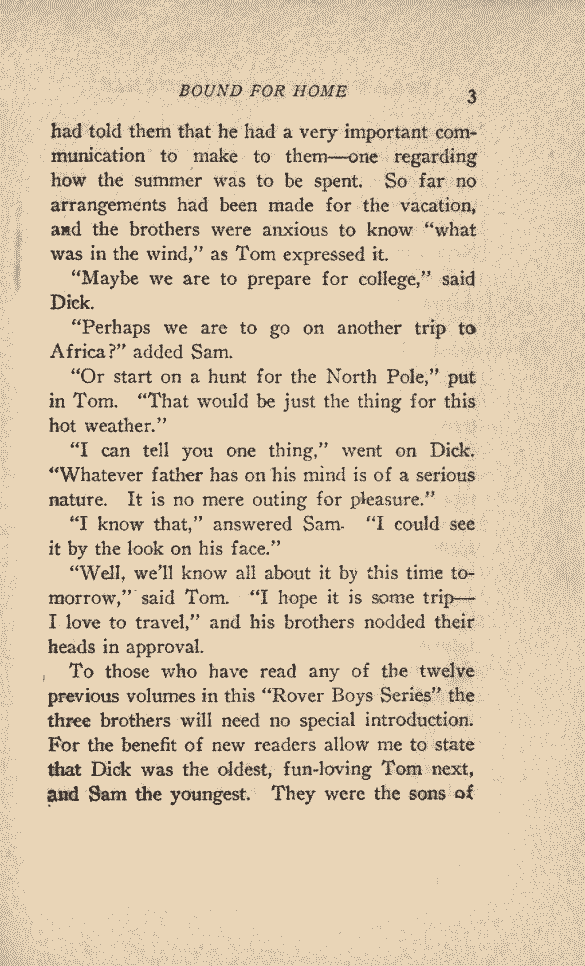 BOUND FOR HOME 3
had told them that he had a very important com-
munication to make to them—one regarding
how the summer was to be spent. So far no
arrangements had been made for the vacation,
and the brothers were anxious to know “what
was in the wind,” as Tom expressed it.
“Maybe we are to prepare for college,” said
Dick.
“Perhaps we are to go on another trip to
Africa?” added Sam.
“Or start on a hunt for the North Pole,” put
in Tom. “That would be just the thing for this
hot weather.”
“I can tell you one thing,” went on Dick.
“Whatever father has on his mind is of a serious
nature. It is no mere outing for pleasure.”
“I know that,” answered Sam. “I could see
it by the look on his face.”
“Well, we’ll know all about it by this time to-
morrow,” said Tom. “I hope it is some trip—
I love to travel,” and his brothers nodded their
heads in approval.
To those who have read any of the twelve
previous volumes in this “Rover Boys Series” the
three brothers will need no special introduction.
For the benefit of new readers allow me to state
that Dick was the oldest, fun-loving Tom next,
and Sam the youngest. They were the sons of